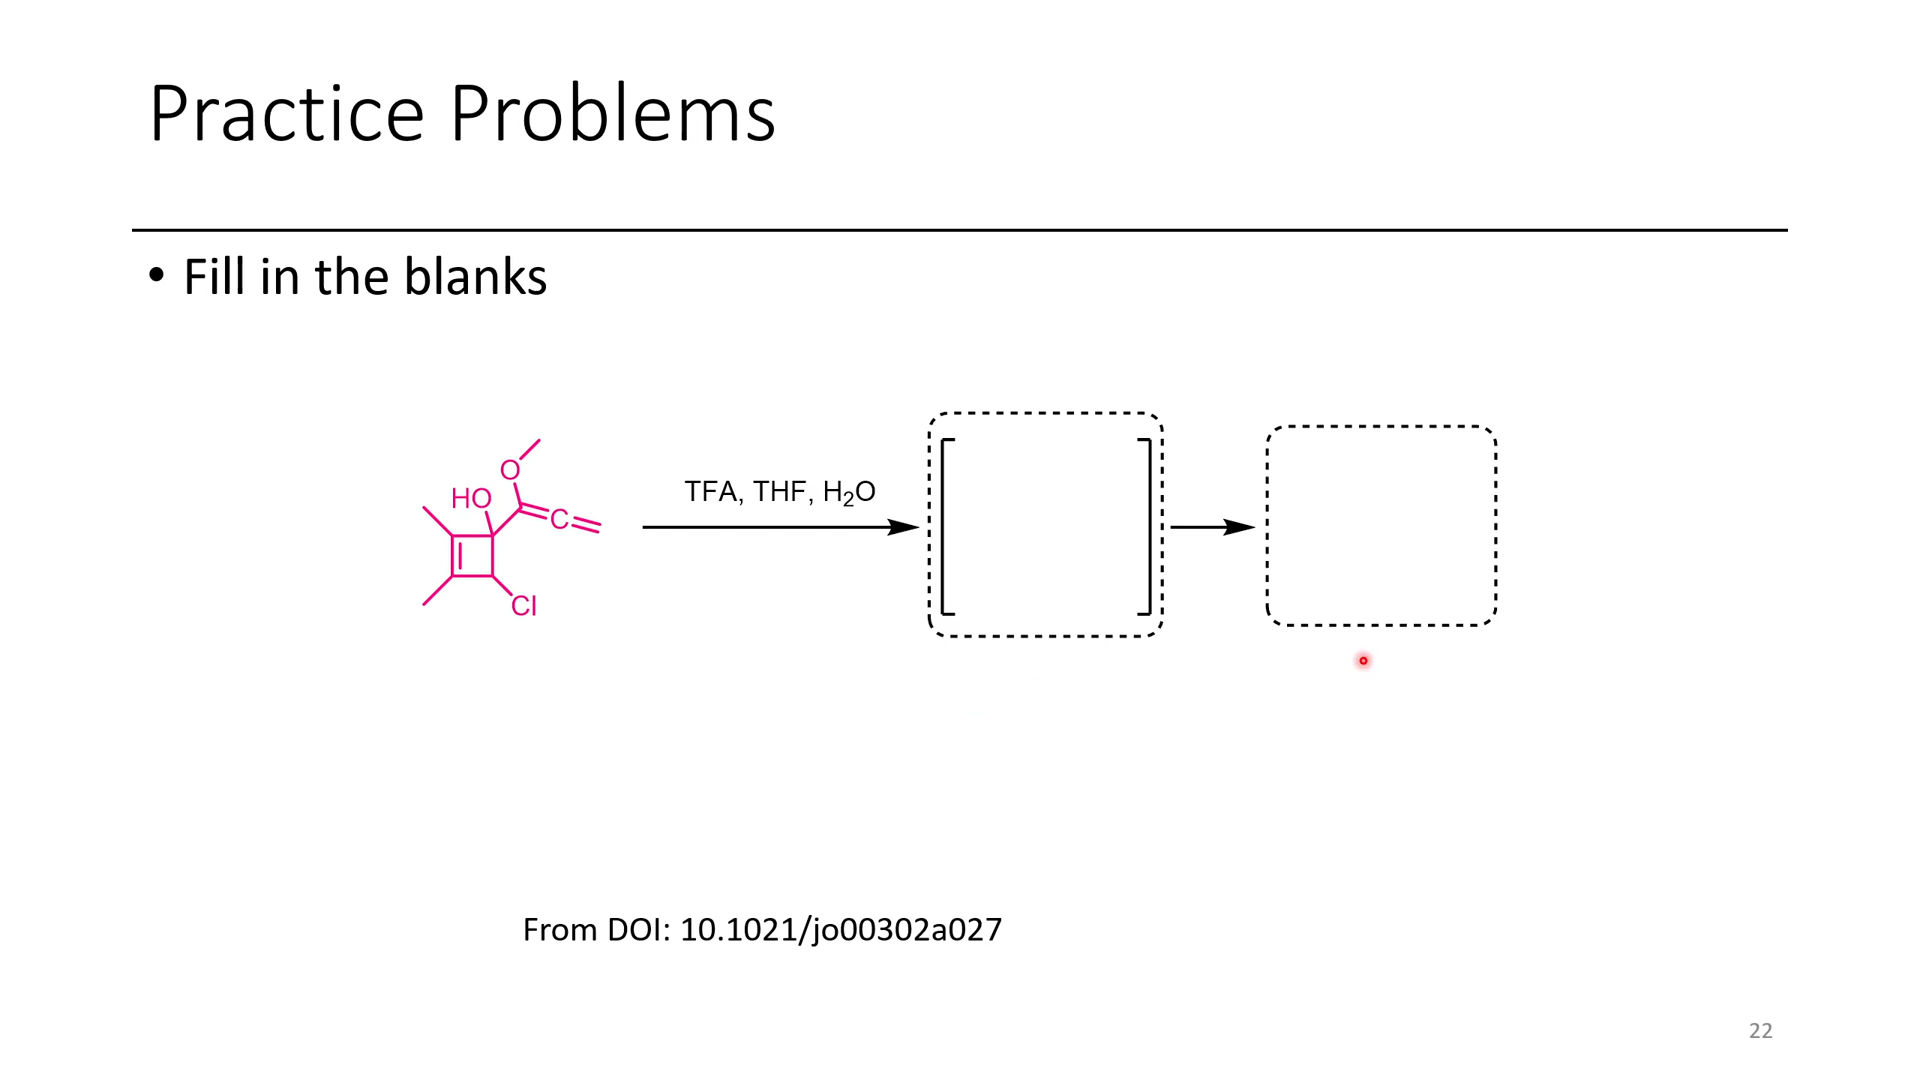 Practice Problems
• Fill in the blanks
O
HO
C
Cl
TFA, THF, H₂O
From DOI: 10.1021/jo00302a027
22